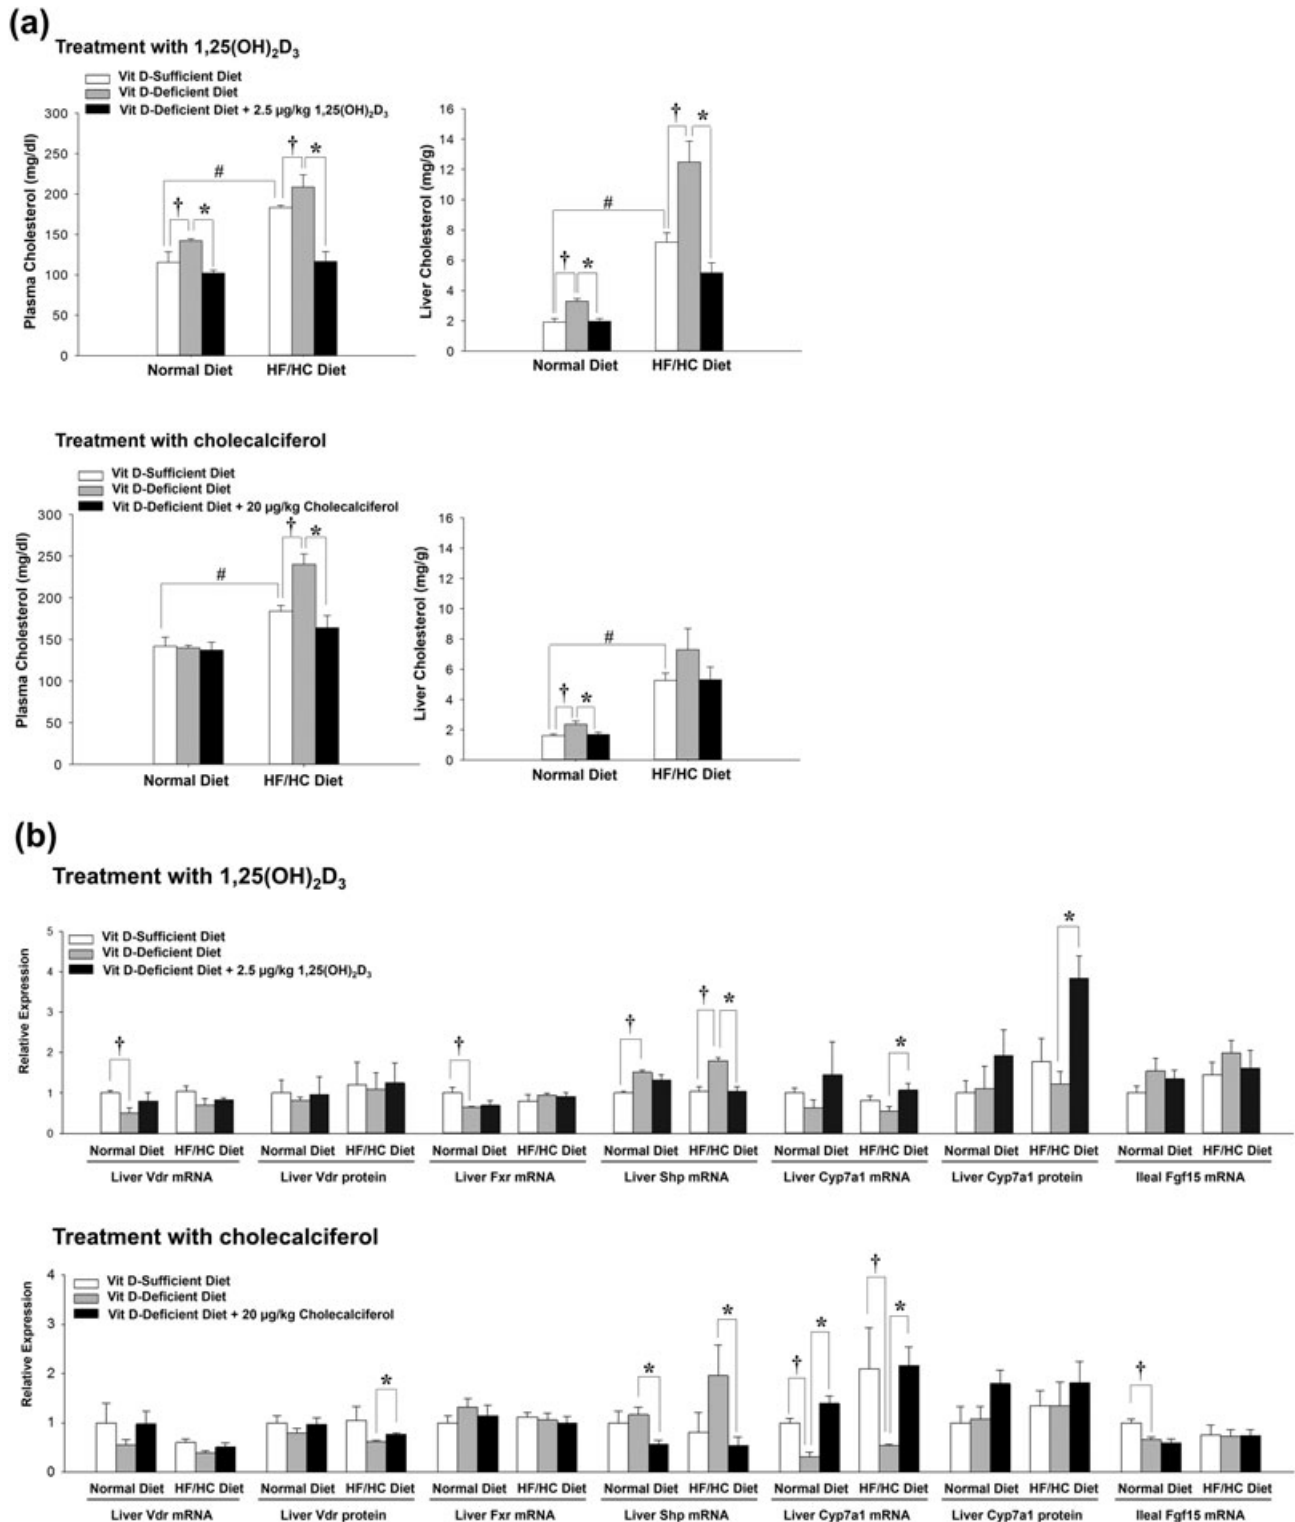 (a)
Treatment with 1,25(OH)₂D₃
Vit D-Sufficient Diet
Vit D-Deficient Diet
Vit D-Deficient Diet + 2.5 µg/kg 1,25(OH)₂D₃
Plasma Cholesterol (mg/dl)
300
250
200
150
100
50
0
† *
#
† *
Normal Diet HF/HC Diet
Liver Cholesterol (mg/g)
16
14
12
10
8
6
4
2
0
† *
#
† *
Normal Diet HF/HC Diet
Treatment with cholecalciferol
Vit D-Sufficient Diet
Vit D-Deficient Diet
Vit D-Deficient Diet + 20 µg/kg Cholecalciferol
Plasma Cholesterol (mg/dl)
300
250
200
150
100
50
0
#
† *
Normal Diet HF/HC Diet
Liver Cholesterol (mg/g)
16
14
12
10
8
6
4
2
0
† *
#
Normal Diet HF/HC Diet
(b)
Treatment with 1,25(OH)₂D₃
Vit D-Sufficient Diet
Vit D-Deficient Diet
Vit D-Deficient Diet + 2.5 µg/kg 1,25(OH)₂D₃
Relative Expression
5
4
3
2
1
0
† † † † * * *
Normal Diet HF/HC Diet Normal Diet HF/HC Diet Normal Diet HF/HC Diet Normal Diet HF/HC Diet Normal Diet HF/HC Diet Normal Diet HF/HC Diet Normal Diet HF/HC Diet
Liver Vdr mRNA Liver Vdr protein Liver Fxr mRNA Liver Shp mRNA Liver Cyp7a1 mRNA Liver Cyp7a1 protein Ileal Fgf15 mRNA
Treatment with cholecalciferol
Vit D-Sufficient Diet
Vit D-Deficient Diet
Vit D-Deficient Diet + 20 µg/kg Cholecalciferol
Relative Expression
4
3
2
1
0
* * * † * † * †
Normal Diet HF/HC Diet Normal Diet HF/HC Diet Normal Diet HF/HC Diet Normal Diet HF/HC Diet Normal Diet HF/HC Diet Normal Diet HF/HC Diet Normal Diet HF/HC Diet
Liver Vdr mRNA Liver Vdr protein Liver Fxr mRNA Liver Shp mRNA Liver Cyp7a1 mRNA Liver Cyp7a1 protein Ileal Fgf15 mRNA